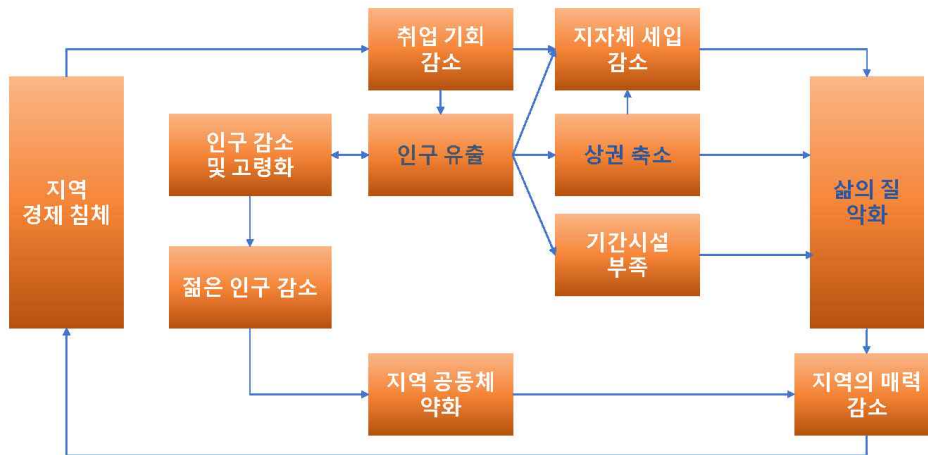 취업 기회
감소
지자체 세입
감소
지역
경제 침체
인구 감소
및 고령화
인구 유출
상권 축소
삶의 질
악화
기간시설
부족
젊은 인구 감소
지역 공동체
약화
지역의 매력
감소